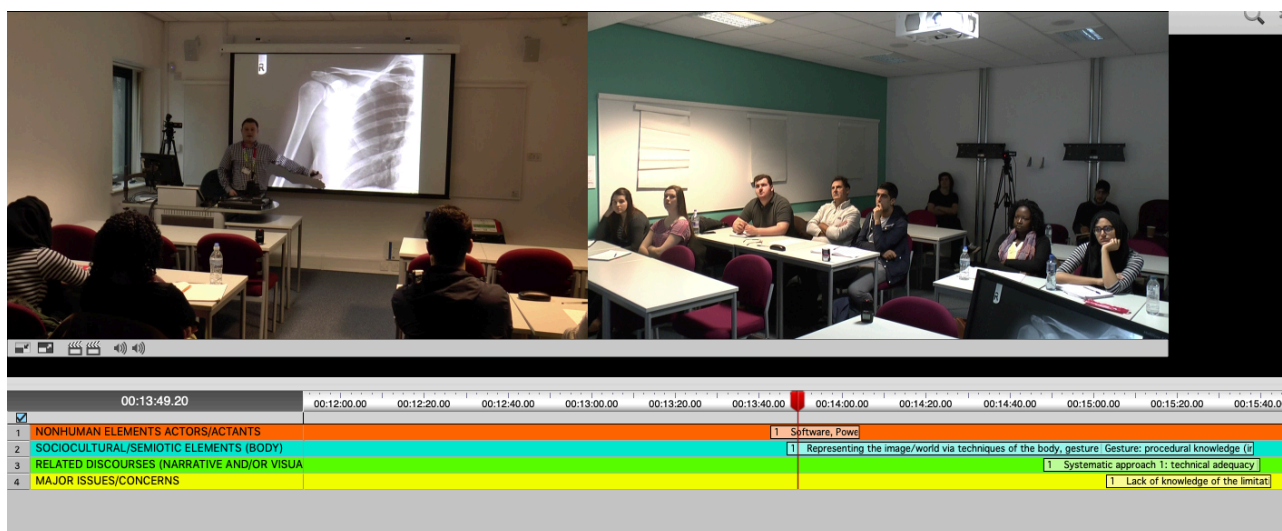 R
00:13:49.20
00:12:00.00 00:12:20.00 00:12:40.00 00:13:00.00 00:13:20.00 00:13:40.00 00:14:00.00 00:14:20.00 00:14:40.00 00:15:00.00 00:15:20.00 00:15:40.0
1 NONHUMAN ELEMENTS ACTORS/ACTANTS 1 Software, Powe
2 SOCIOCULTURAL/SEMIOTIC ELEMENTS (BODY) 1 Representing the image/world via techniques of the body, gesture Gesture: procedural knowledge (ir
3 RELATED DISCOURSES (NARRATIVE AND/OR VISUA 1 Systematic approach 1: technical adequacy
4 MAJOR ISSUES/CONCERNS 1 Lack of knowledge of the limitati